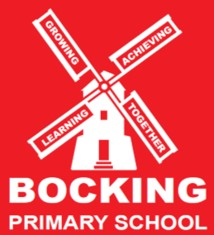 GROWING
ACHIEVING
LEARNING
TOGETHER
BOCKING
PRIMARY SCHOOL